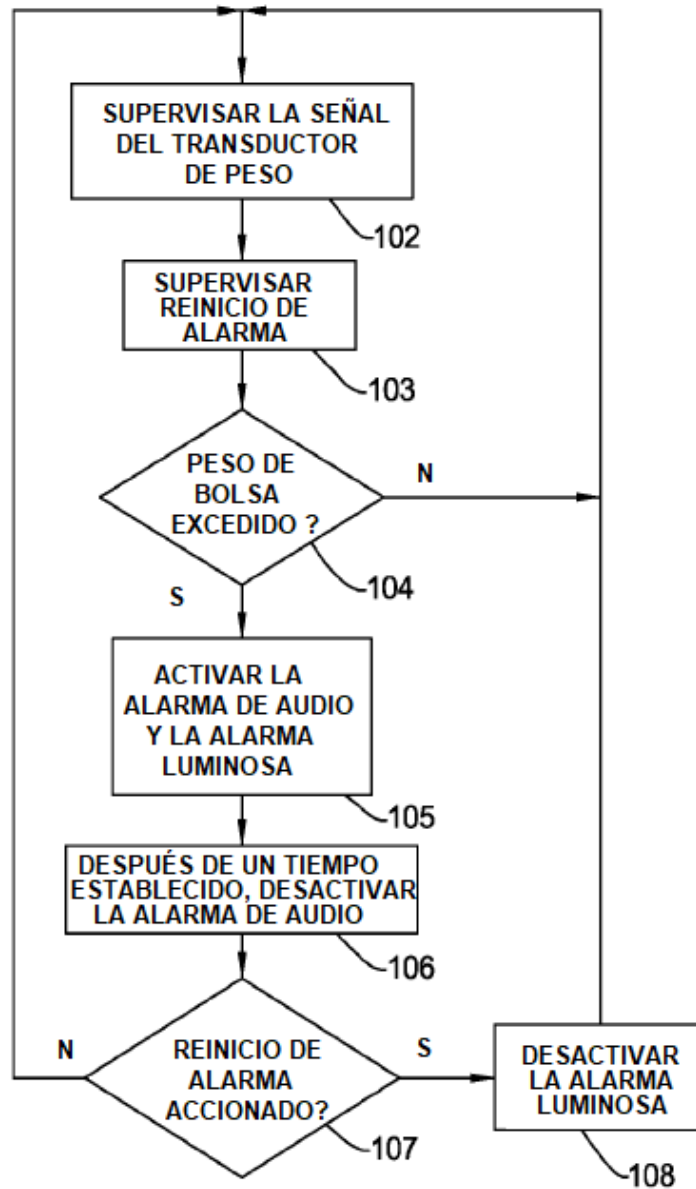 SUPERVISAR LA SEÑAL
DEL TRANSDUCTOR
DE PESO
102
SUPERVISAR
REINICIO DE
ALARMA
103
PESO DE
BOLSA
EXCEDIDO ?
N
104
S
ACTIVAR LA
ALARMA DE AUDIO
Y LA ALARMA
LUMINOSA
105
DESPUÉS DE UN TIEMPO
ESTABLECIDO, DESACTIVAR
LA ALARMA DE AUDIO
106
N
REINICIO DE
ALARMA
ACCIONADO?
S
107
DESACTIVAR
LA ALARMA
LUMINOSA
108